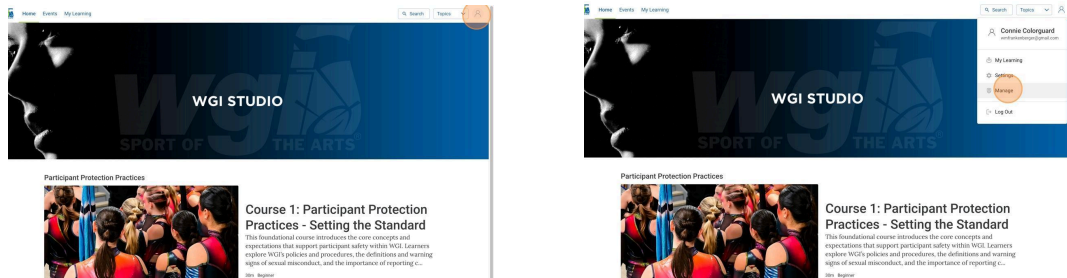 Home Events My Learning
Search Topics
WGI STUDIO
wgi
SPORT OF THE ARTS
Participant Protection Practices
Course 1: Participant Protection
Practices - Setting the Standard
This foundational course introduces the core concepts and
expectations that support participant safety within WGI. Learners
explore WGI's policies and procedures, the definitions and warning
signs of sexual misconduct, and the importance of reporting c...
30m Beginner
Home Events My Learning
Search Topics
Connie Colorguard
My Learning
Settings
Manage
Log Out
WGI STUDIO
wgi
SPORT OF THE ARTS
Participant Protection Practices
Course 1: Participant Protection
Practices - Setting the Standard
This foundational course introduces the core concepts and
expectations that support participant safety within WGI. Learners
explore WGI's policies and procedures, the definitions and warning
signs of sexual misconduct, and the importance of reporting c...
30m Beginner